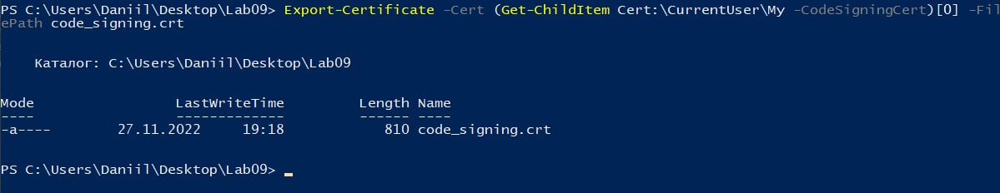 PS C:\Users\Daniil\Desktop\Lab09> Export-Certificate -Cert (Get-ChildItem Cert:\CurrentUser\My -CodeSigningCert)[0] -Fil
ePath code_signing.crt
Каталог: C:\Users\Daniil\Desktop\Lab09
Mode LastWriteTime Length Name
---- ------------- ------ ----
-a---- 27.11.2022 19:18 810 code_signing.crt
PS C:\Users\Daniil\Desktop\Lab09>